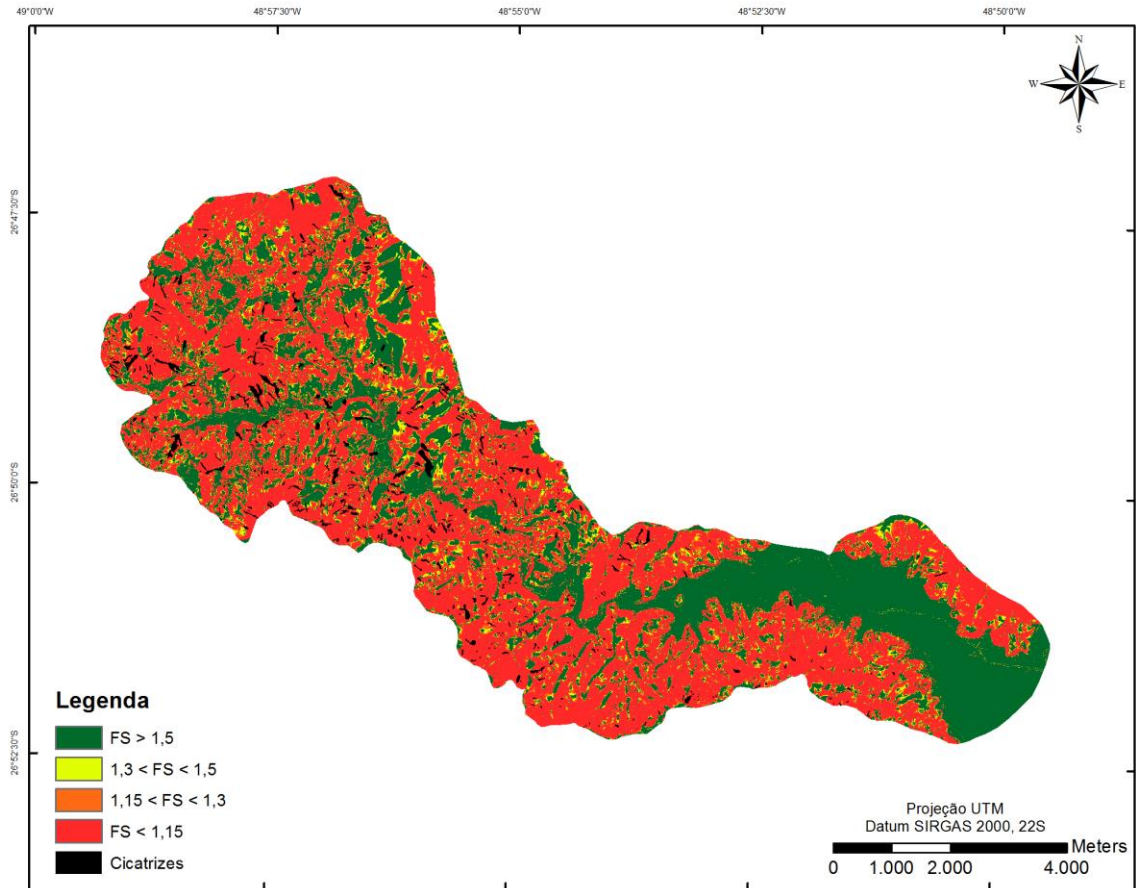 49°0'0"W 48°57'30"W 48°55'0"W 48°52'30"W 48°50'0"W
N
W E
S
26°47'30"S
26°50'0"S
26°52'30"S
Legenda
FS > 1,5
1,3 < FS < 1,5
1,15 < FS < 1,3
FS < 1,15
Cicatrizes
Projeção UTM
Datum SIRGAS 2000, 22S
Meters
0 1.000 2.000 4.000